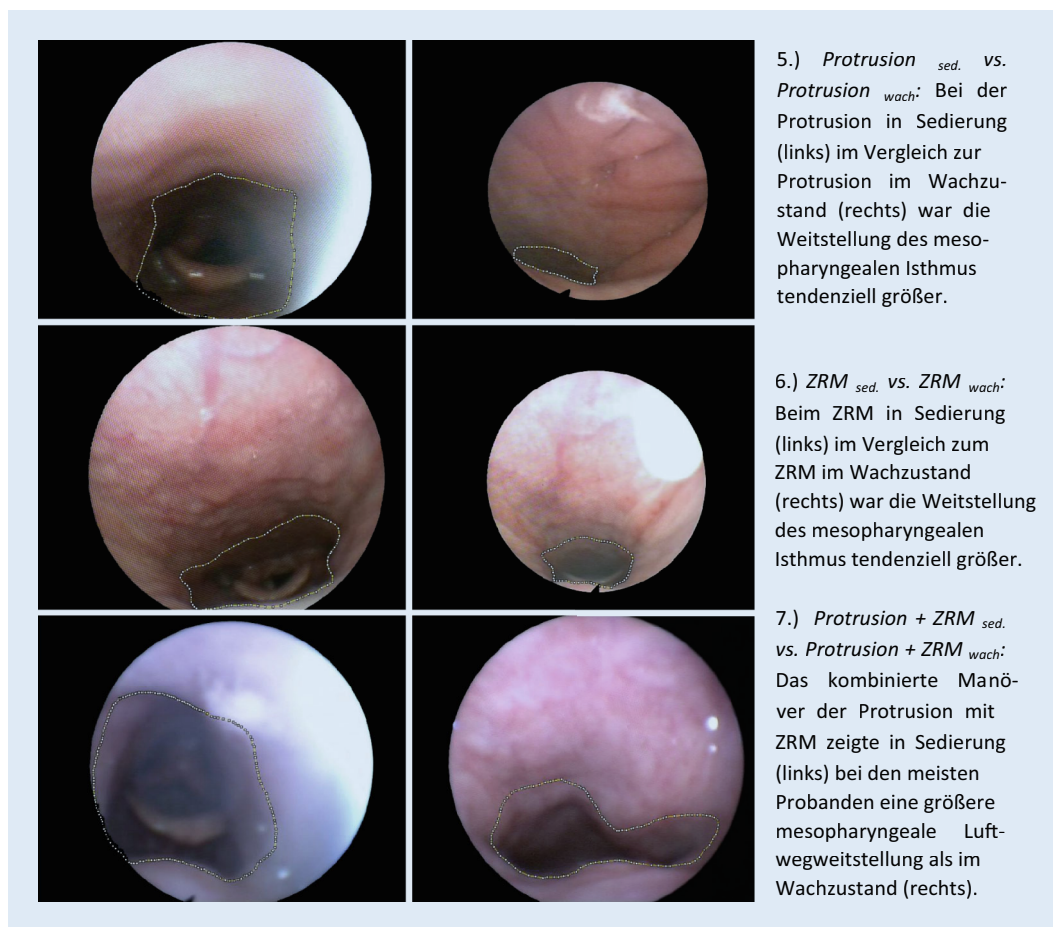 5.) Protrusion sed. vs.
Protrusion wach: Bei der
Protrusion in Sedierung
(links) im Vergleich zur
Protrusion im Wachzu-
stand (rechts) war die
Weitstellung des meso-
pharyngealen Isthmus
tendenziell größer.
6.) ZRM sed. vs. ZRM wach:
Beim ZRM in Sedierung
(links) im Vergleich zum
ZRM im Wachzustand
(rechts) war die Weitstellung
des mesopharyngealen
Isthmus tendenziell größer.
7.) Protrusion + ZRM sed.
vs. Protrusion + ZRM wach:
Das kombinierte Manö-
ver der Protrusion mit
ZRM zeigte in Sedierung
(links) bei den meisten
Probanden eine größere
mesopharyngeale Luft-
wegweitstellung als im
Wachzustand (rechts).